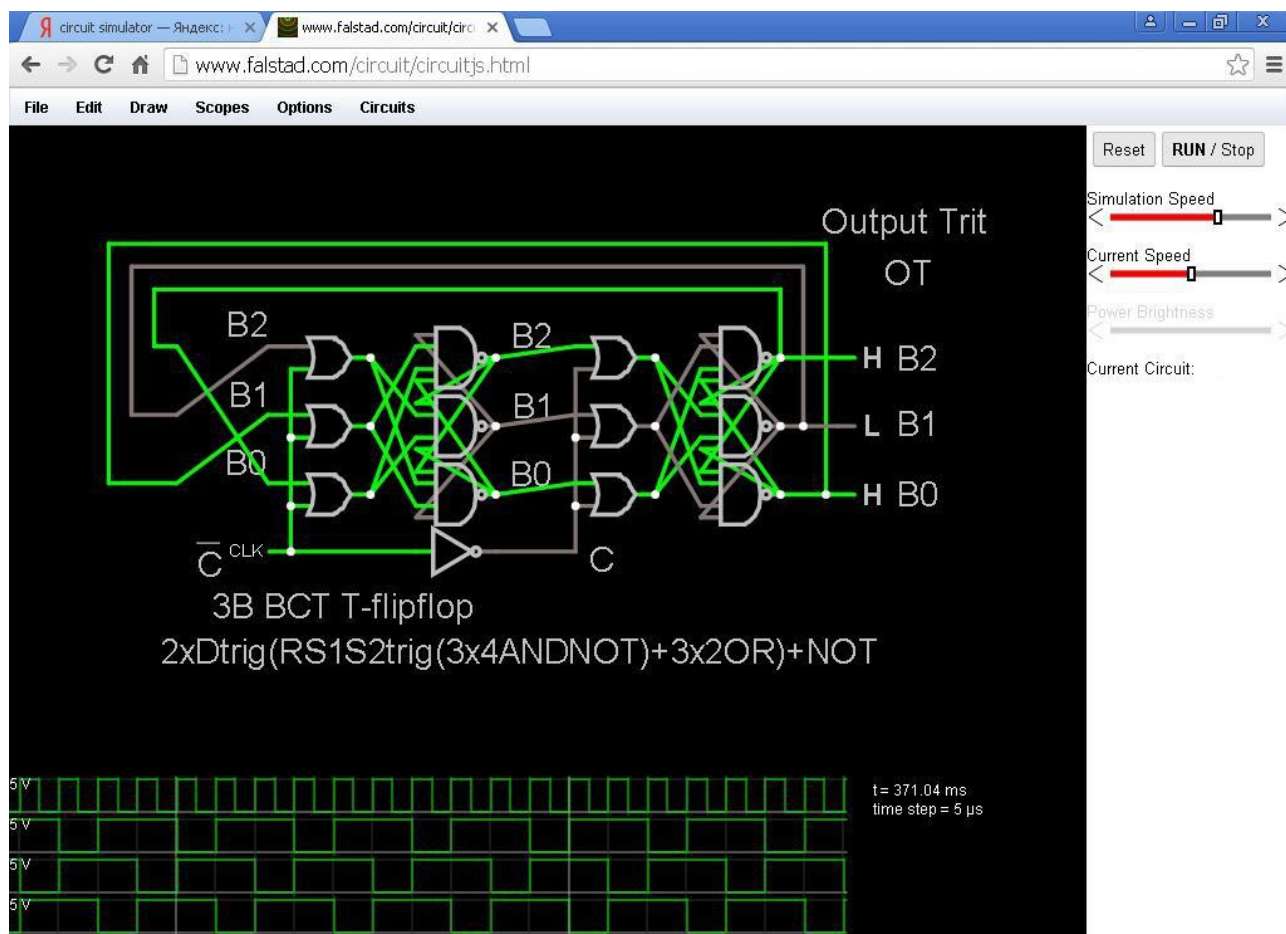 Я circuit simulator — Яндекс:
www.falstad.com/circuit/circ
www.falstad.com/circuit/circuitjs.html
File Edit Draw Scopes Options Circuits
Reset RUN / Stop
Simulation Speed
Current Speed
Power Brightness
Current Circuit:
Output Trit
OT
B2 B2 H B2
B1 B1 L B1
B0 B0 H B0
C CLK C
3B BCT T-flipflop
2xDtrig(RS1S2trig(3x4ANDNOT)+3x2OR)+NOT
5 V
5 V
5 V
5 V
t= 371.04 ms
time step = 5 µs